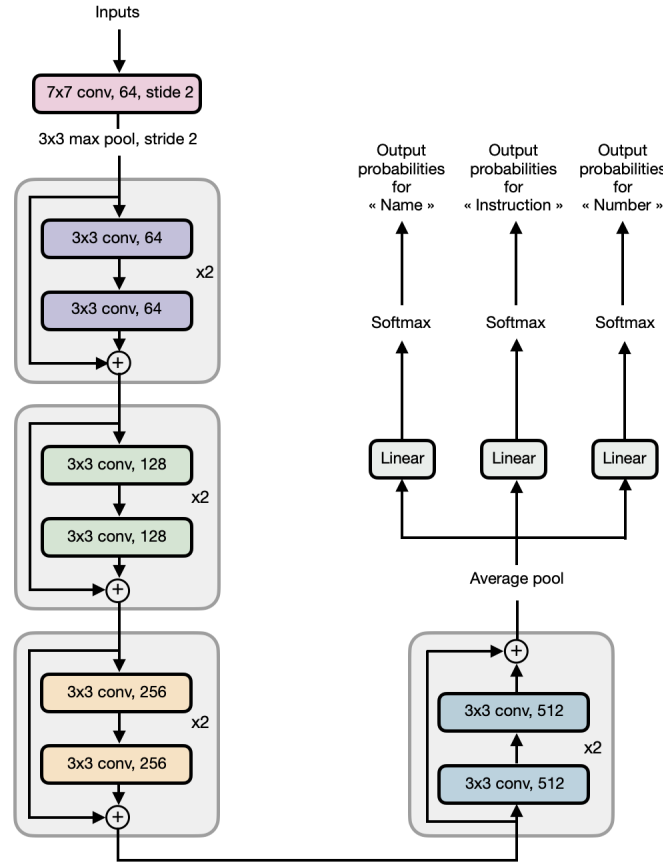 Inputs
7x7 conv, 64, stide 2
3x3 max pool, stride 2
3x3 conv, 64
x2
3x3 conv, 64
+
3x3 conv, 128
x2
3x3 conv, 128
+
3x3 conv, 256
x2
3x3 conv, 256
+
3x3 conv, 512
x2
3x3 conv, 512
+
Average pool
Linear
Linear
Linear
Softmax
Softmax
Softmax
Output
probabilities
for
« Name »
Output
probabilities
for
« Instruction »
Output
probabilities
for
« Number »